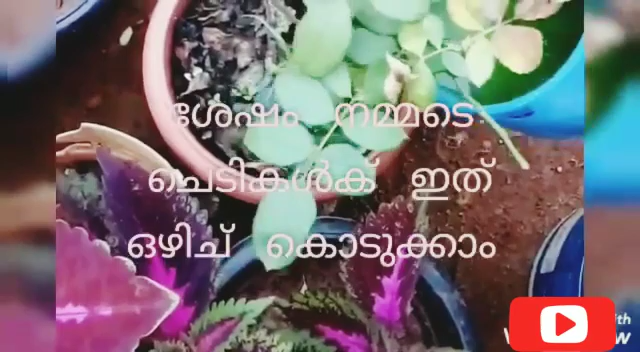 ശേഷം നമ്മടെ
ചെടികൾക് ഇത്
ഒഴിച് കൊടുക്കാം